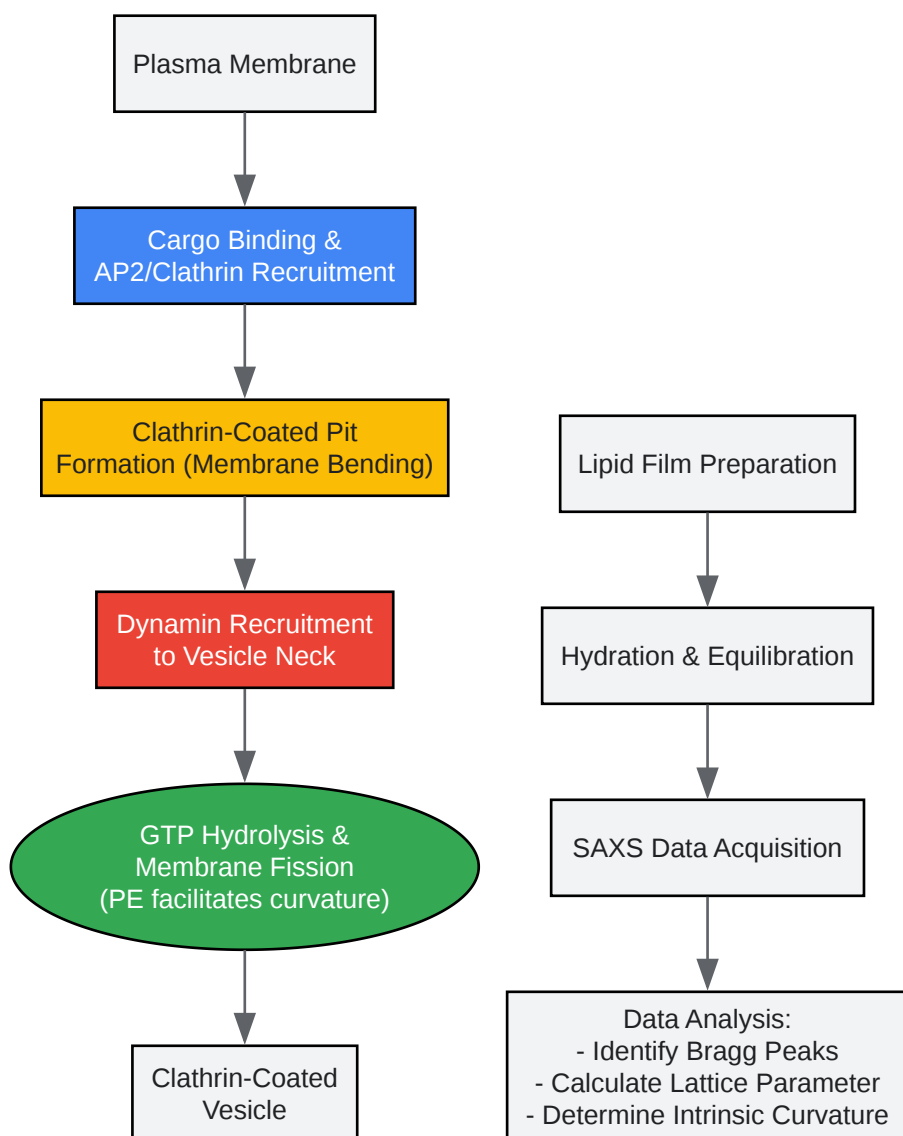 Plasma Membrane
Cargo Binding &
AP2/Clathrin Recruitment
Clathrin-Coated Pit
Formation (Membrane Bending)
Dynamin Recruitment
to Vesicle Neck
GTP Hydrolysis &
Membrane Fission
(PE facilitates curvature)
Clathrin-Coated
Vesicle
Lipid Film Preparation
Hydration & Equilibration
SAXS Data Acquisition
Data Analysis:
- Identify Bragg Peaks
- Calculate Lattice Parameter
- Determine Intrinsic Curvature